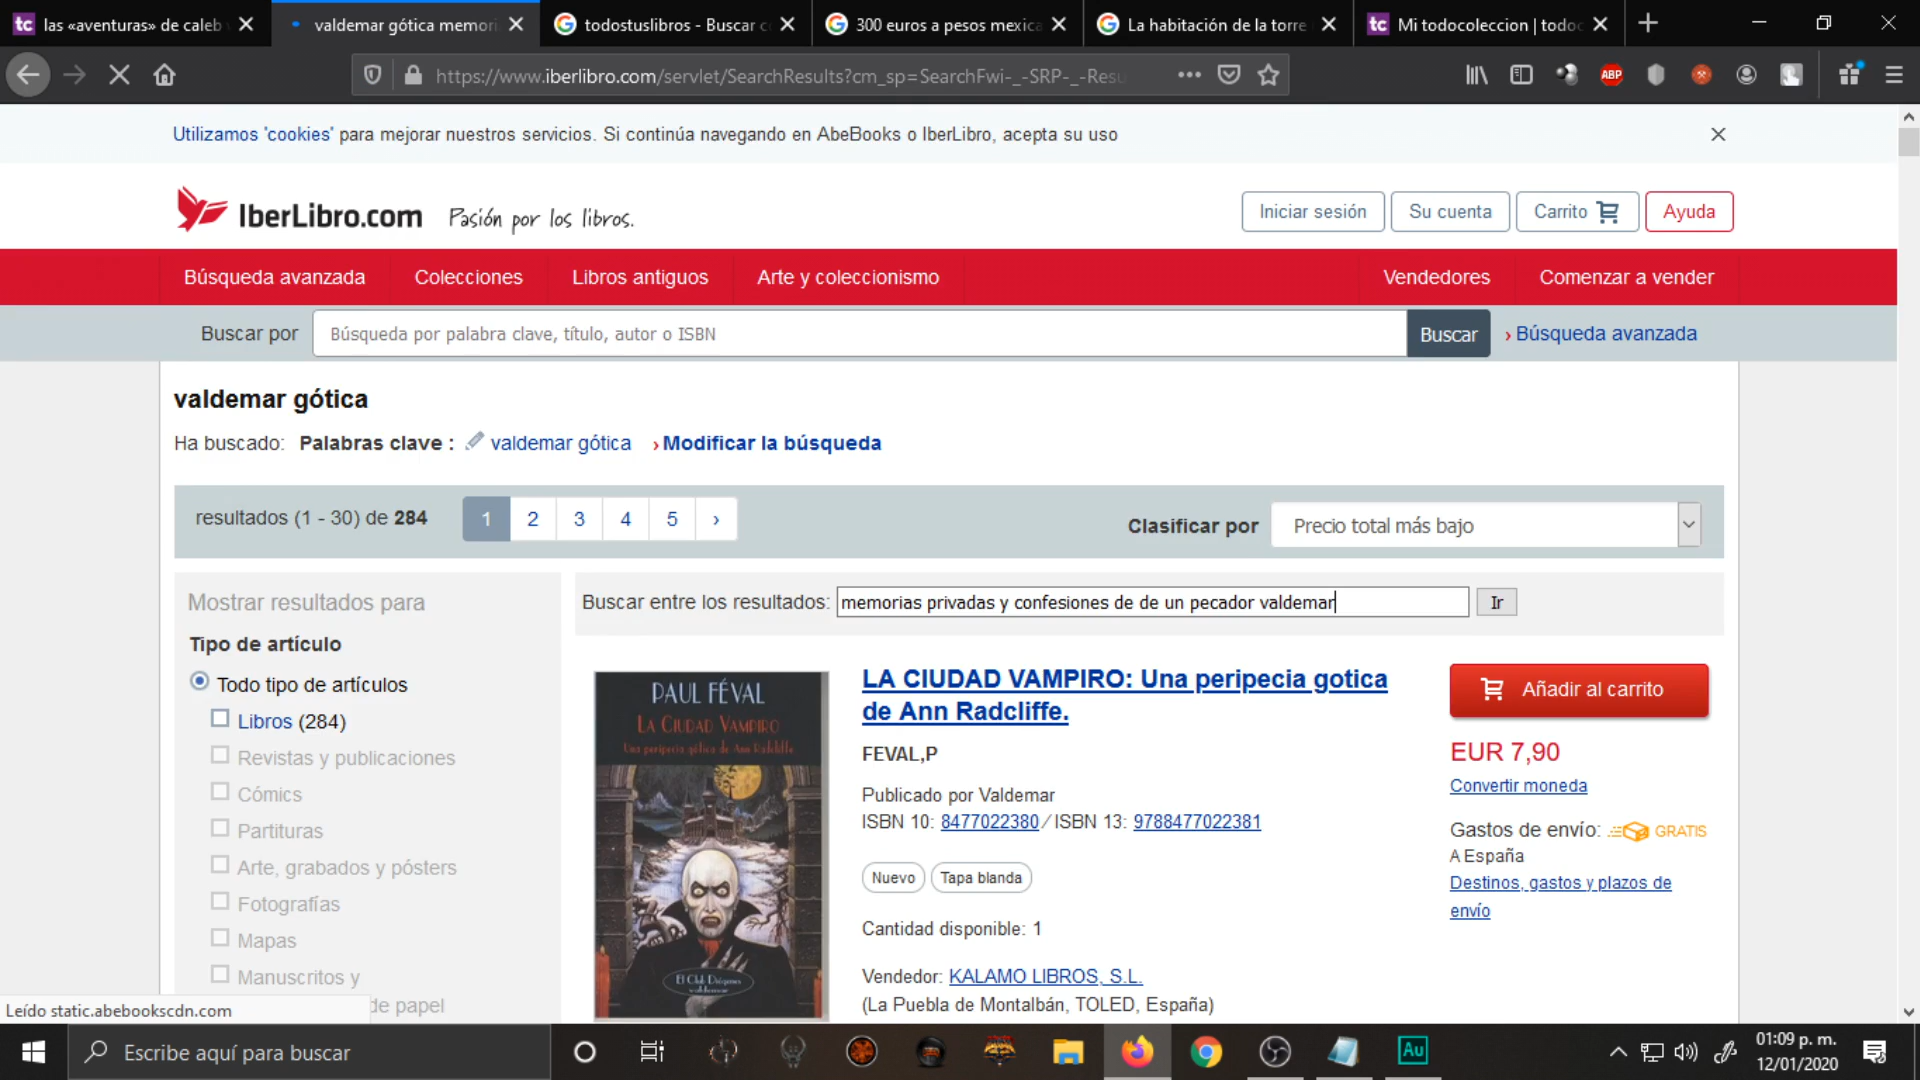 las «aventuras» de caleb
valdemar gótica memori
todostuslibros - Buscar c
300 euros a pesos mexica
La habitación de la torre
Mi todocoleccion | todoc
https://www.iberlibro.com/servlet/SearchResults?cm_sp=SearchFwi-_-SRP-_-Resu
ABP
Utilizamos 'cookies' para mejorar nuestros servicios. Si continúa navegando en AbeBooks o IberLibro, acepta su uso
IberLibro.com
Pasión por los libros.
Iniciar sesión
Su cuenta
Carrito
Ayuda
Búsqueda avanzada
Colecciones
Libros antiguos
Arte y coleccionismo
Vendedores
Comenzar a vender
Buscar por
Búsqueda por palabra clave, título, autor o ISBN
Buscar
› Búsqueda avanzada
valdemar gótica
Ha buscado: Palabras clave : valdemar gótica › Modificar la búsqueda
resultados (1 - 30) de 284
1 2 3 4 5 ›
Clasificar por
Precio total más bajo
Mostrar resultados para
Tipo de artículo
Todo tipo de artículos
Libros (284)
Revistas y publicaciones
Cómics
Partituras
Arte, grabados y pósters
Fotografías
Mapas
Manuscritos y
de papel
Buscar entre los resultados: memorias privadas y confesiones de de un pecador valdemar
Ir
PAUL FÉVAL
LA CIUDAD VAMPIRO
Una peripecia gótica de Ann Radcliffe
El Club Diógenes
valdemar
LA CIUDAD VAMPIRO: Una peripecia gotica
de Ann Radcliffe.
FEVAL,P
Publicado por Valdemar
ISBN 10: 8477022380 / ISBN 13: 9788477022381
Nuevo
Tapa blanda
Cantidad disponible: 1
Vendedor: KALAMO LIBROS, S.L.
(La Puebla de Montalbán, TOLED, España)
Añadir al carrito
EUR 7,90
Convertir moneda
Gastos de envío: GRATIS
A España
Destinos, gastos y plazos de
envío
Leído static.abebookscdn.com
Escribe aquí para buscar
Au
01:09 p. m.
12/01/2020